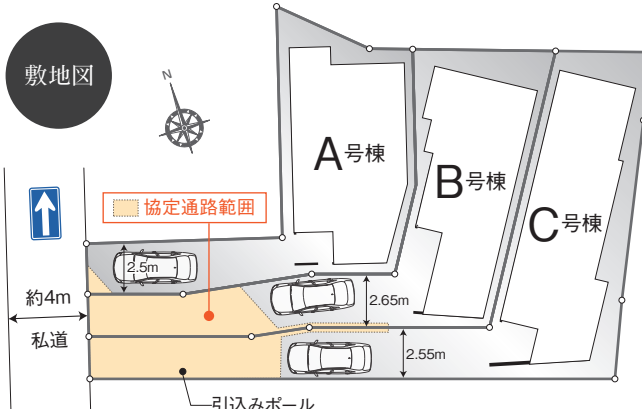 敷地図
N
A号棟
B号棟
C号棟
協定通路範囲
2.5m
約4m
2.65m
私道
2.55m
引込みポール